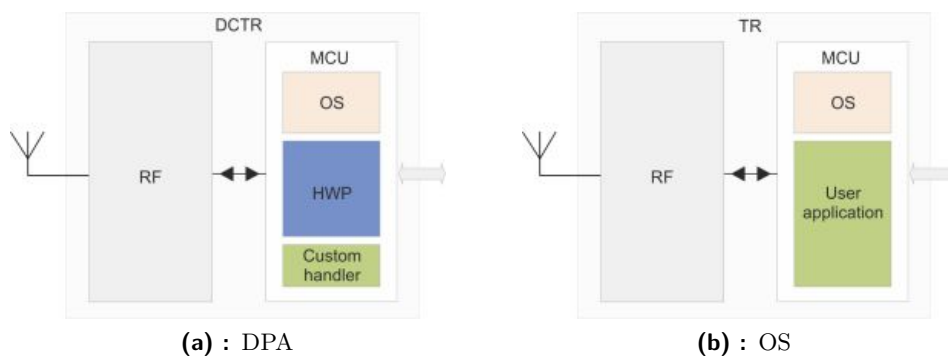 DCTR
MCU
OS
RF
HWP
Custom
handler
(a) : DPA
TR
MCU
OS
RF
User
application
(b) : OS